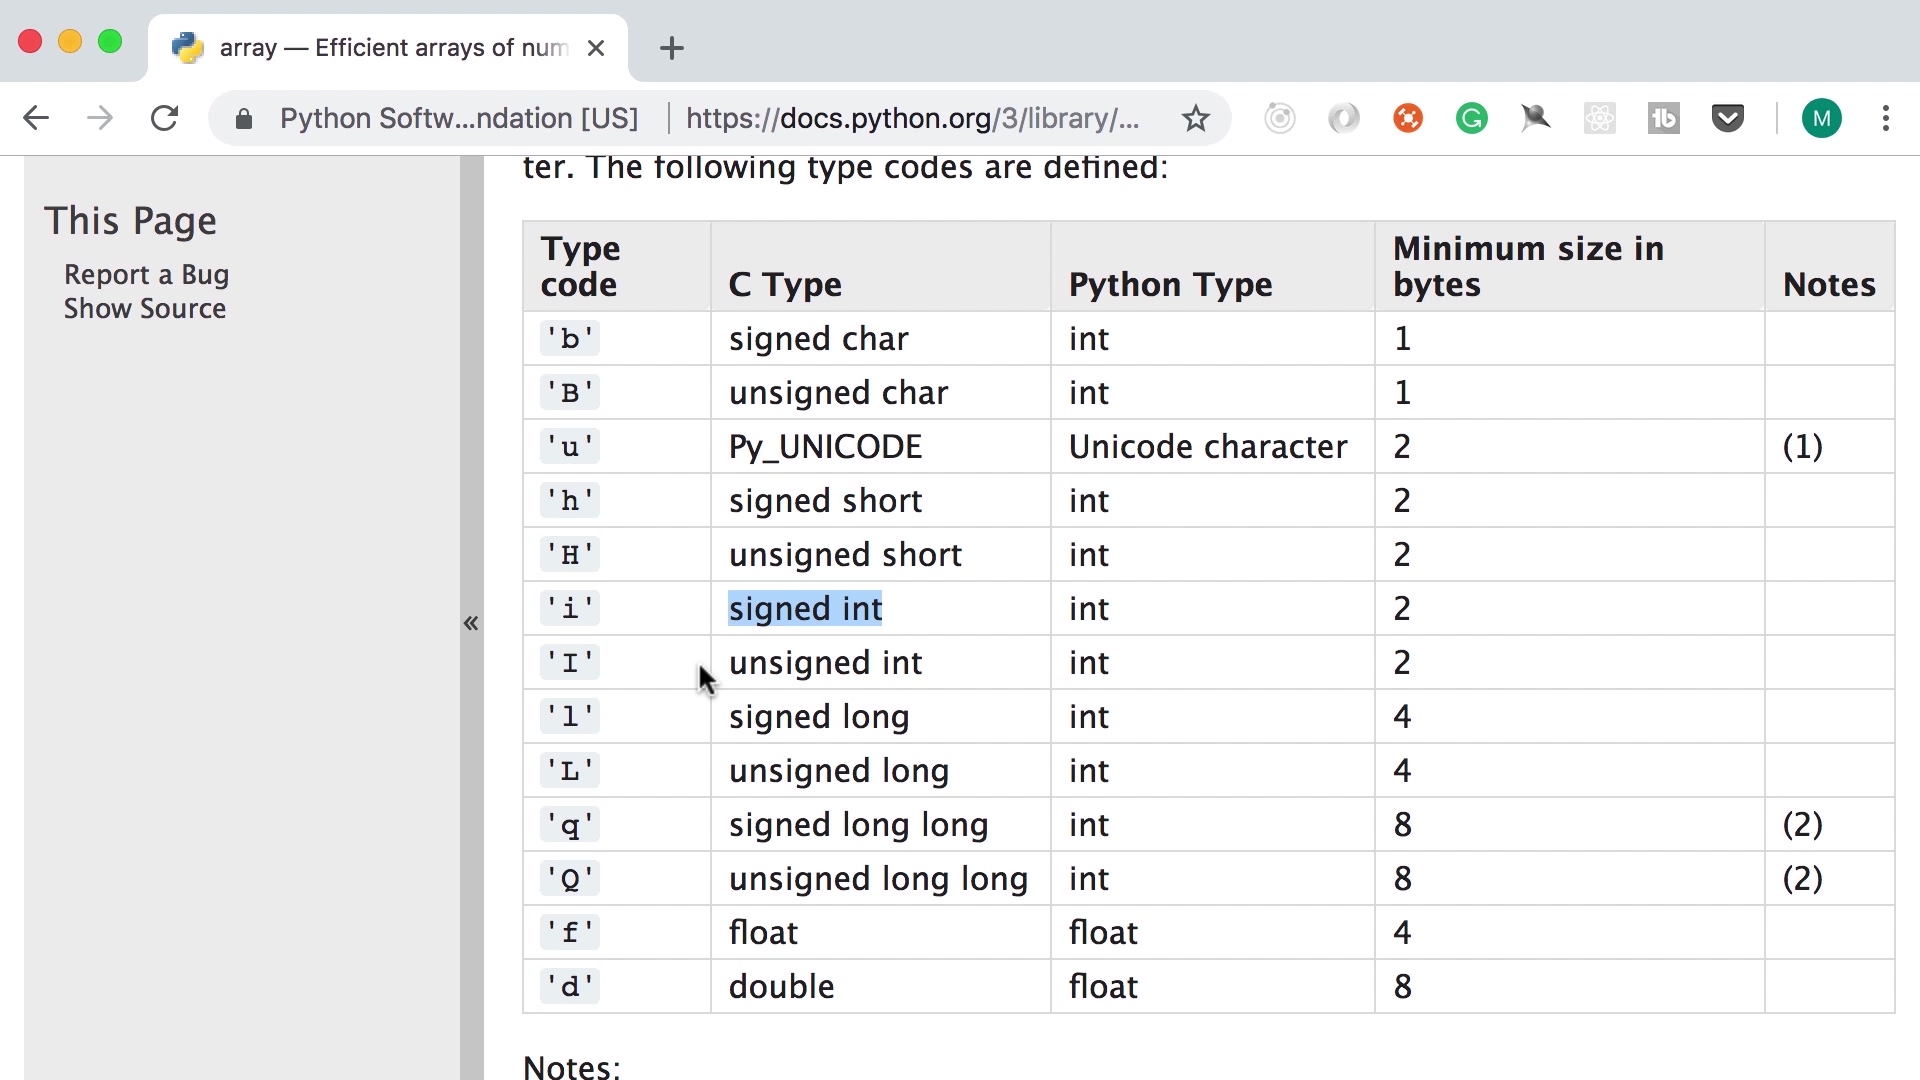 array — Efficient arrays of num
Python Softw...ndation [US] | https://docs.python.org/3/library/...
M
This Page
Report a Bug
Show Source
«
ter. The following type codes are defined:
Type code C Type Python Type Minimum size in bytes Notes
'b' signed char int 1
'B' unsigned char int 1
'u' Py_UNICODE Unicode character 2 (1)
'h' signed short int 2
'H' unsigned short int 2
'i' signed int int 2
'I' unsigned int int 2
'l' signed long int 4
'L' unsigned long int 4
'q' signed long long int 8 (2)
'Q' unsigned long long int 8 (2)
'f' float float 4
'd' double float 8
Notes: